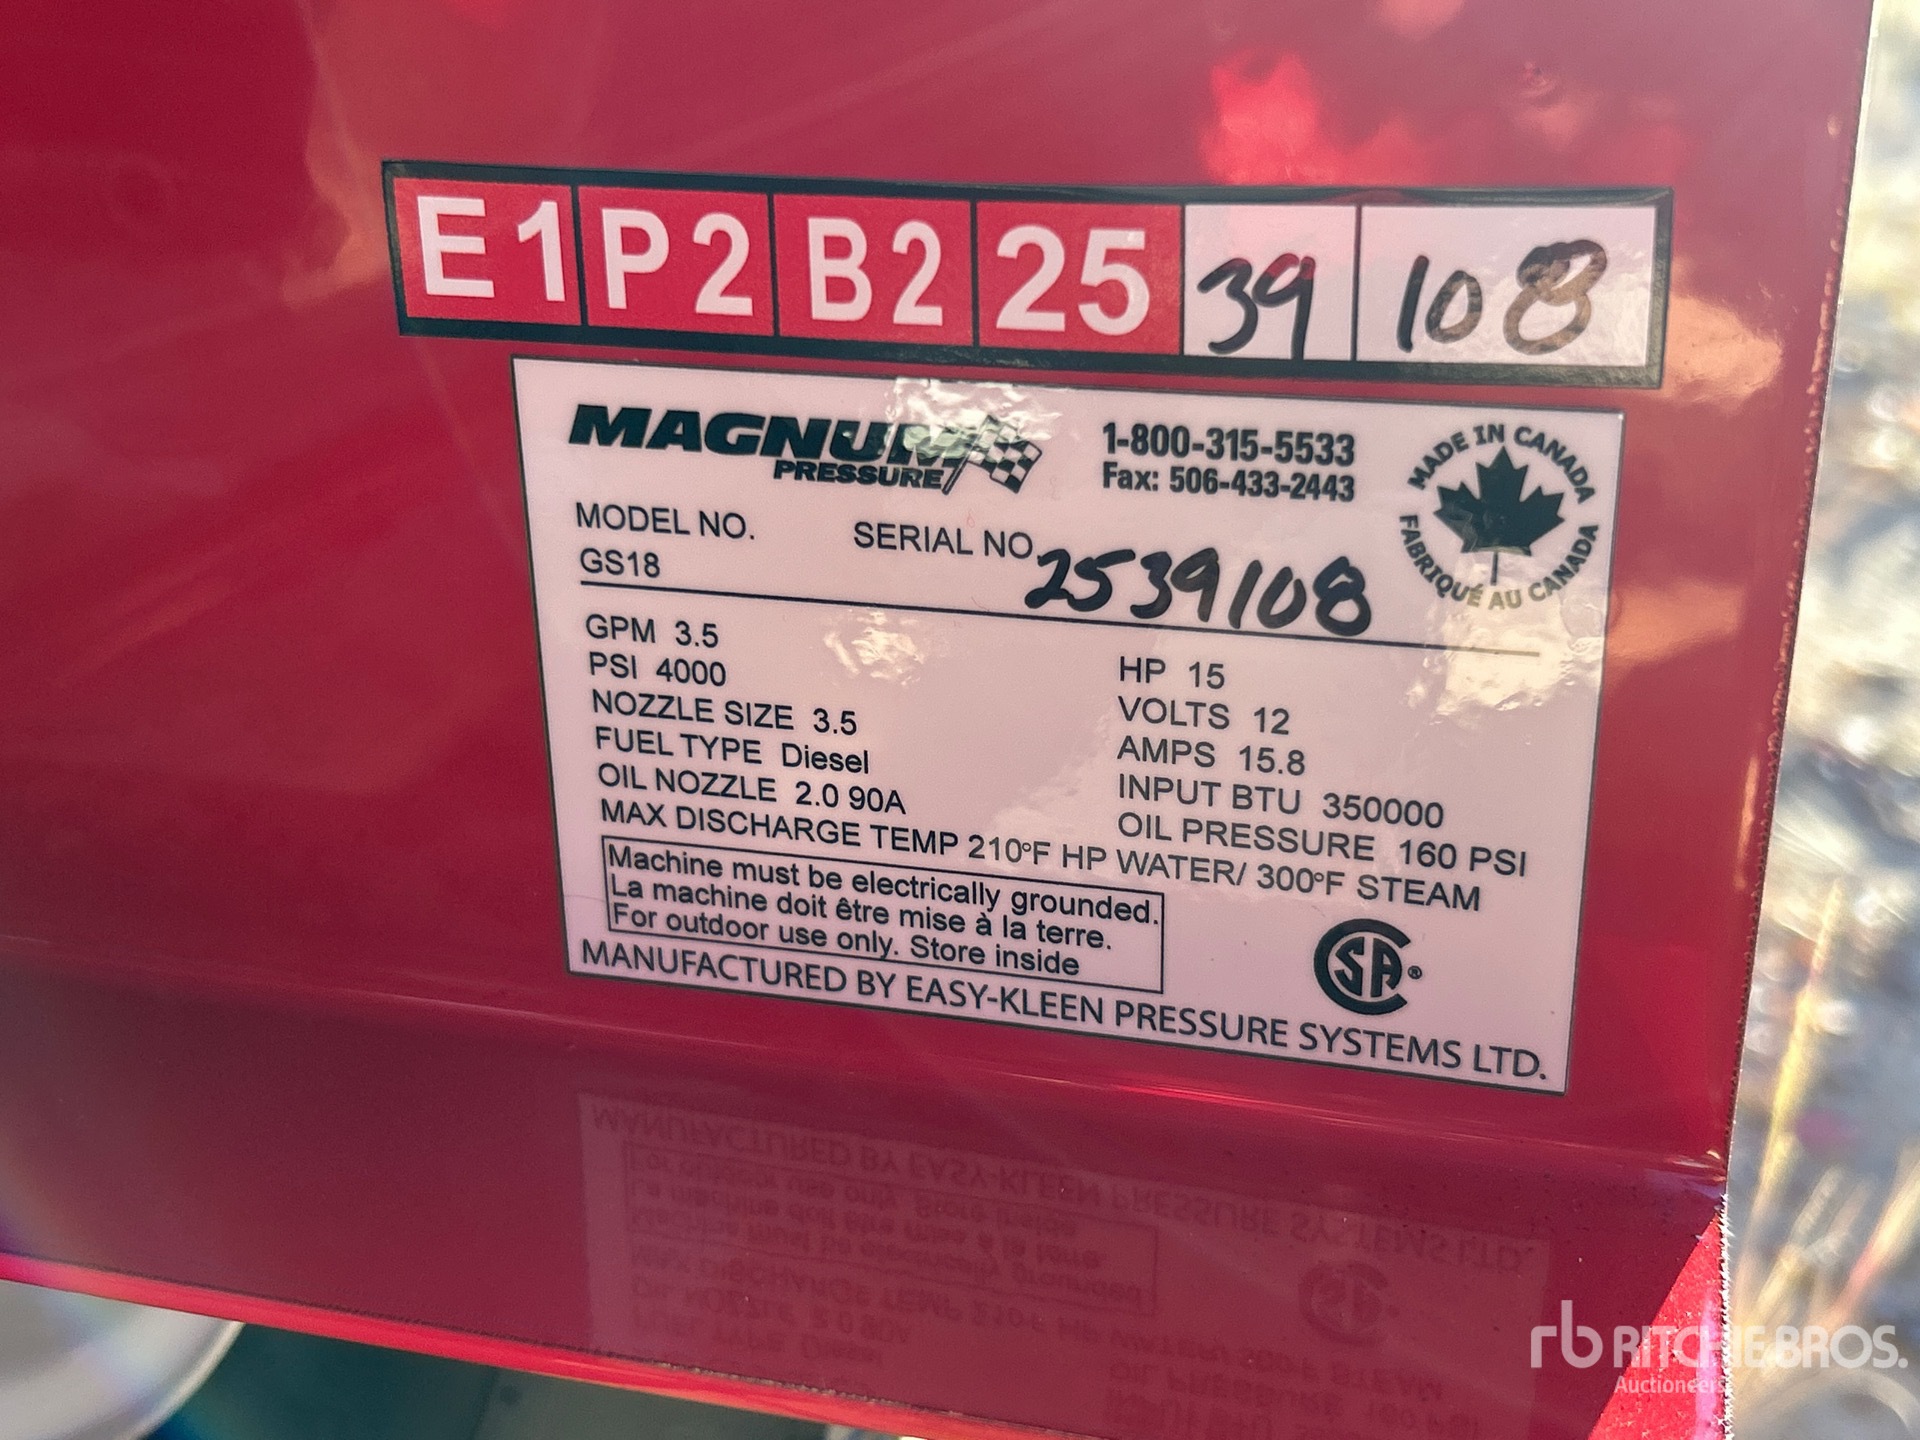 E1 P2 B2 25 39 108
MAGNUM
PRESSURE
1-800-315-5533
Fax: 506-433-2443
MADE IN CANADA
FABRIQUÉ AU CANADA
MODEL NO.
GS18
SERIAL NO. 2539108
GPM 3.5
PSI 4000
NOZZLE SIZE 3.5
FUEL TYPE Diesel
OIL NOZZLE 2.0 90A
HP 15
VOLTS 12
AMPS 15.8
INPUT BTU 350000
OIL PRESSURE 160 PSI
MAX DISCHARGE TEMP 210°F HP WATER/ 300°F STEAM
Machine must be electrically grounded.
La machine doit être mise à la terre.
For outdoor use only. Store inside
CSA®
MANUFACTURED BY EASY-KLEEN PRESSURE SYSTEMS LTD.
rb RITCHIE BROS.
Auctioneers